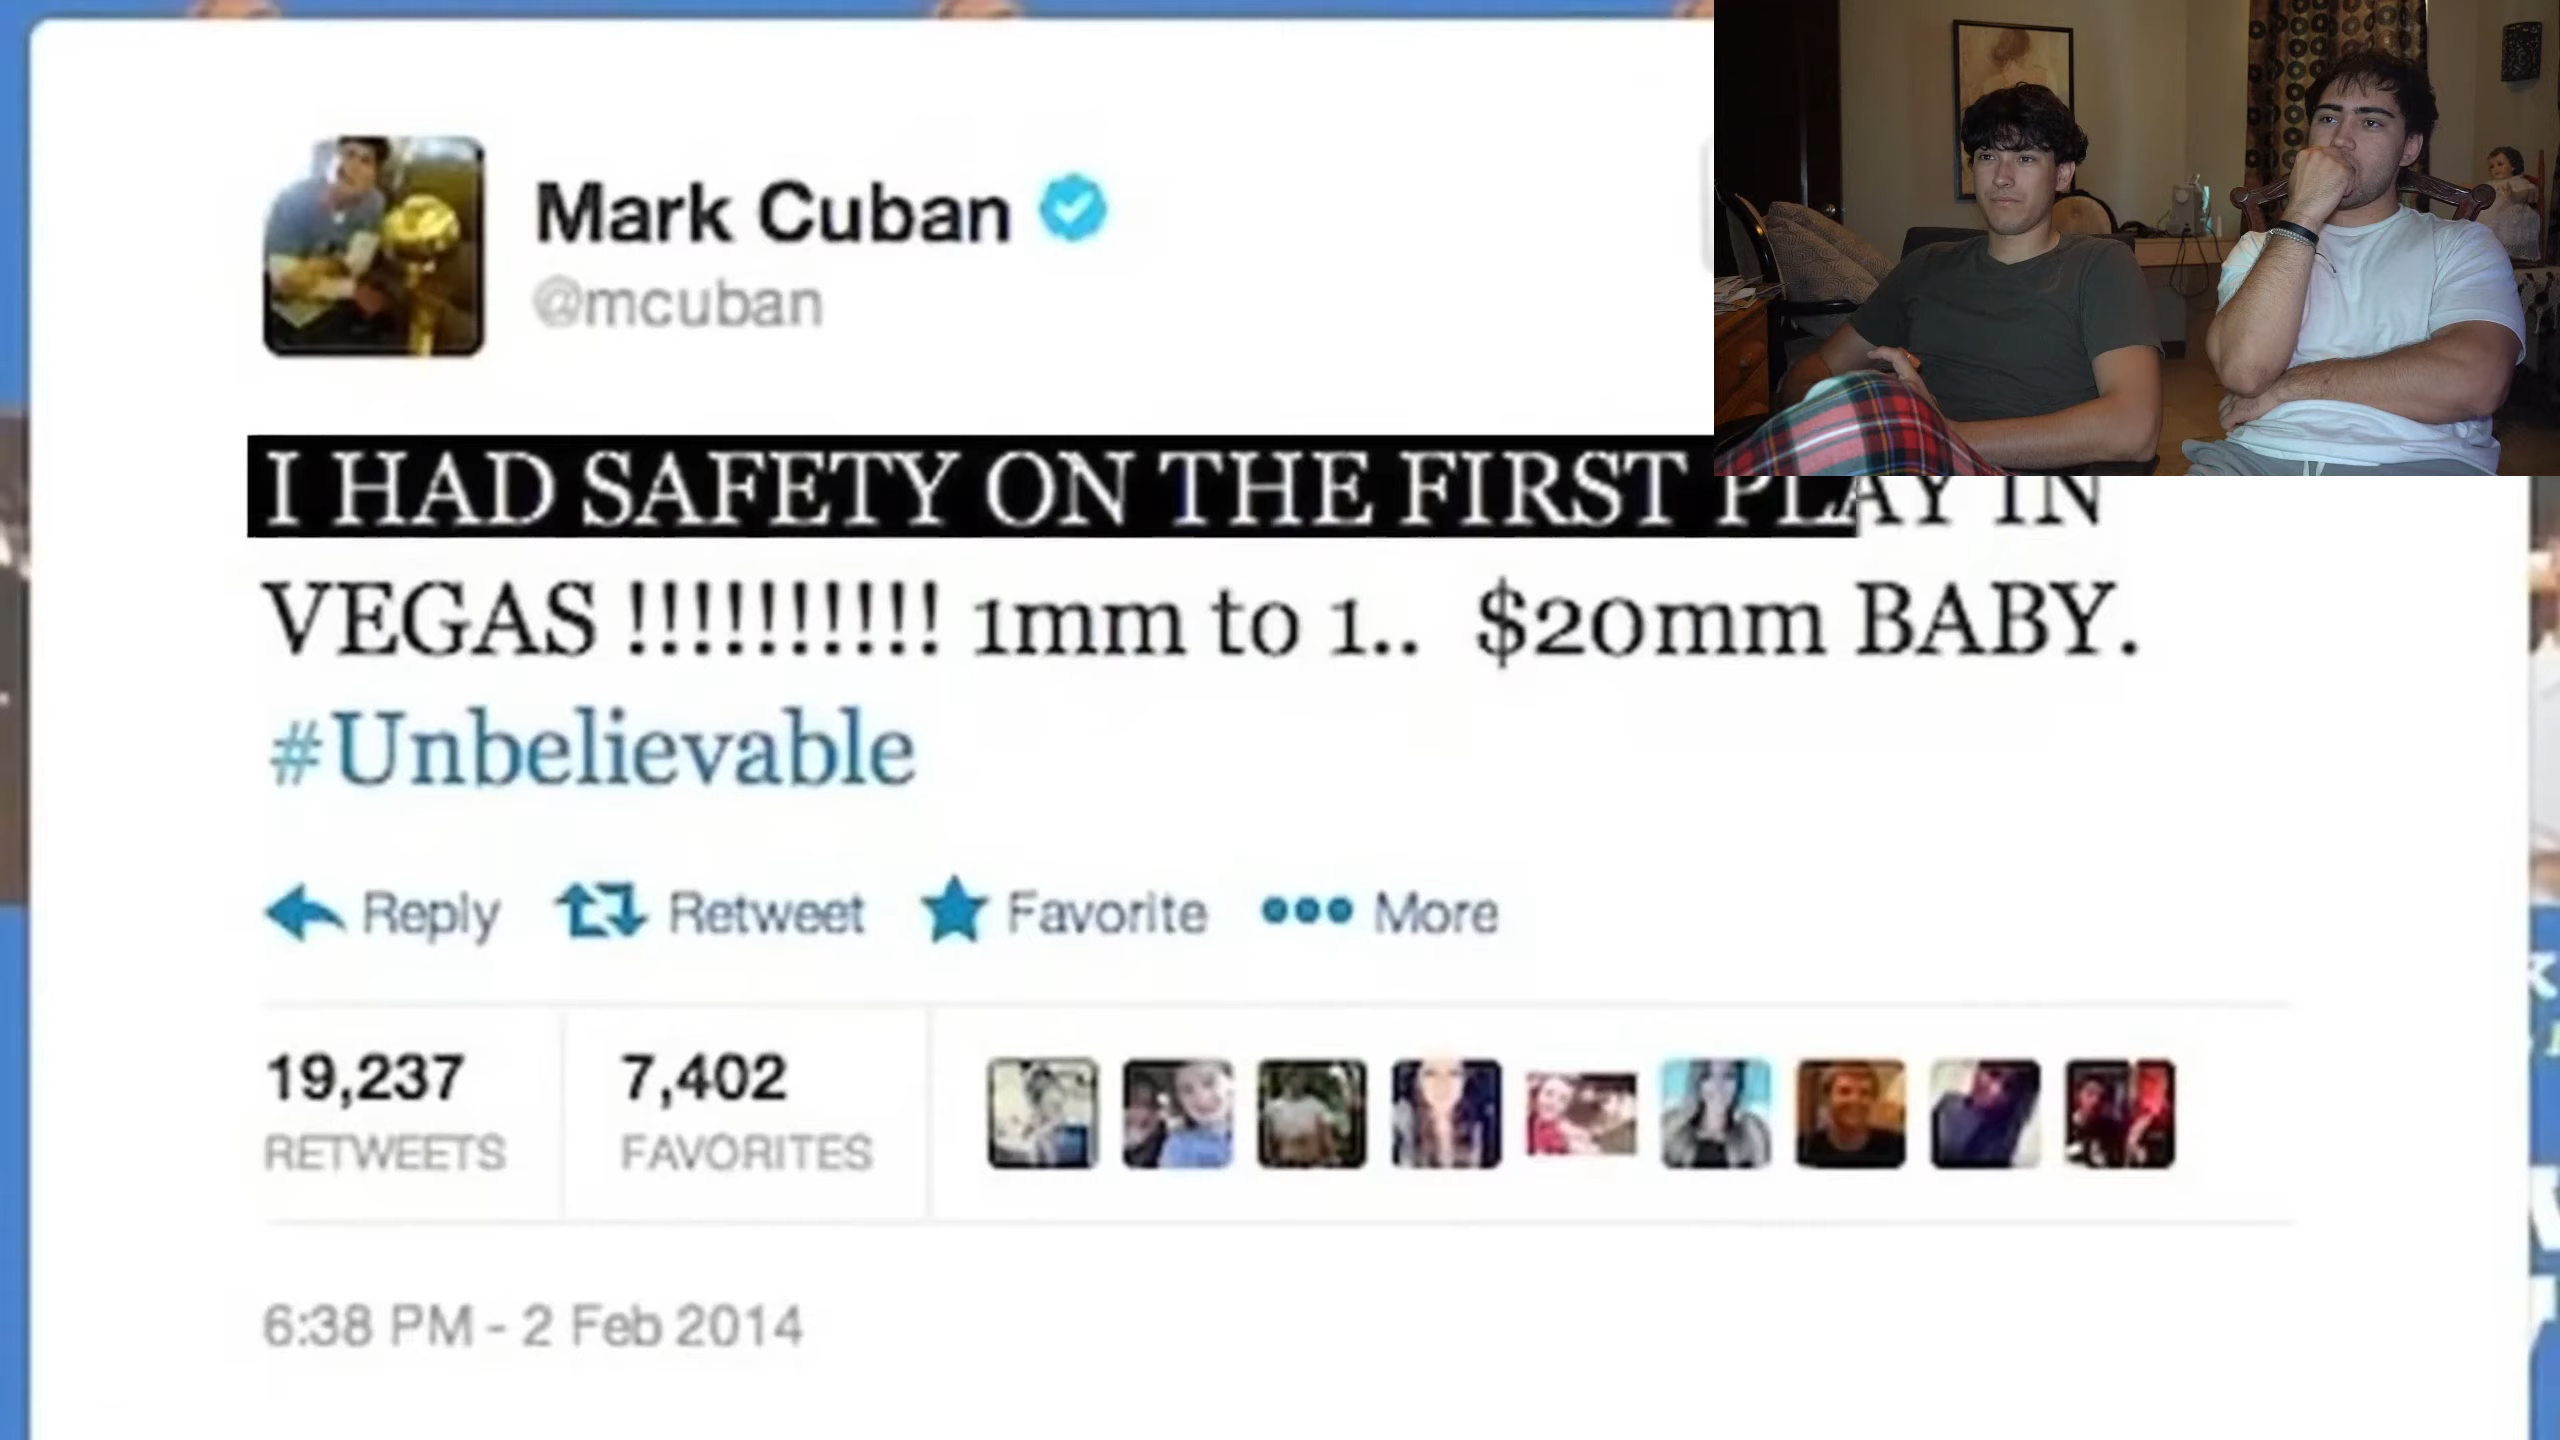 Mark Cuban
@mcuban
I HAD SAFETY ON THE FIRST PLAY IN
VEGAS !!!!!!!!!! 1mm to 1.. $20mm BABY.
#Unbelievable
Reply Retweet Favorite More
19,237 7,402
RETWEETS FAVORITES
6:38 PM - 2 Feb 2014